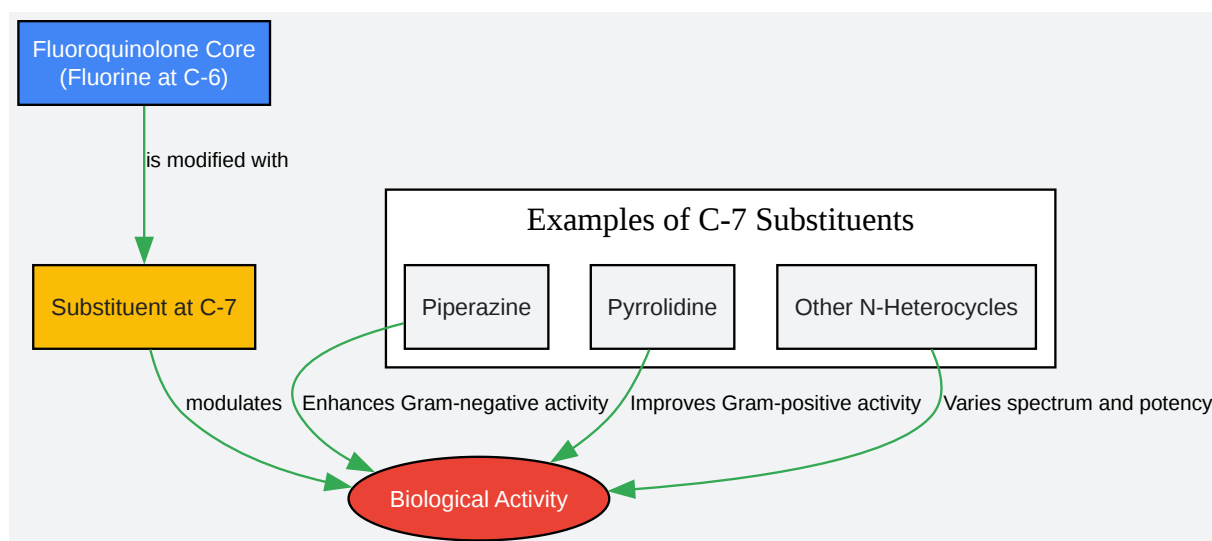 Fluoroquinolone Core
(Fluorine at C-6)
is modified with
Examples of C-7 Substituents
Substituent at C-7
Piperazine
Pyrrolidine
Other N-Heterocycles
modulates
Enhances Gram-negative activity
Improves Gram-positive activity
Varies spectrum and potency
Biological Activity